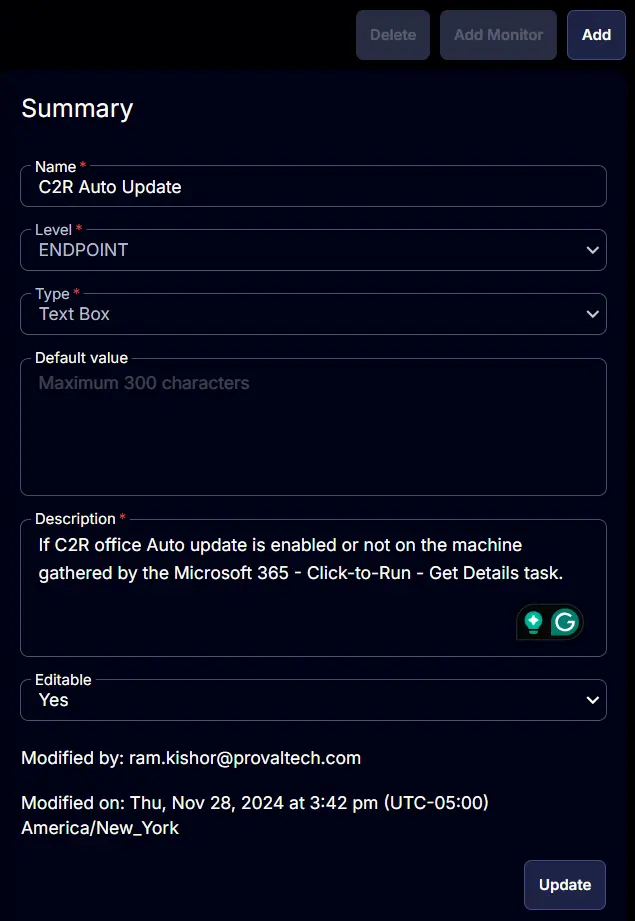 Delete Add Monitor Add
Summary
Name *
C2R Auto Update
Level *
ENDPOINT
Type *
Text Box
Default value
Maximum 300 characters
Description *
If C2R office Auto update is enabled or not on the machine
gathered by the Microsoft 365 - Click-to-Run - Get Details task.
Editable
Yes
Modified by: ram.kishor@provaltech.com
Modified on: Thu, Nov 28, 2024 at 3:42 pm (UTC-05:00)
America/New_York
Update